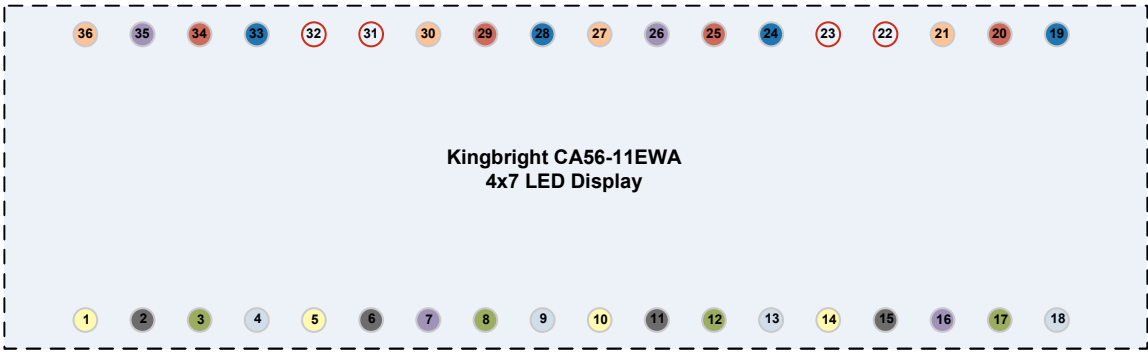 36 35 34 33 32 31 30 29 28 27 26 25 24 23 22 21 20 19
Kingbright CA56-11EWA
4x7 LED Display
1 2 3 4 5 6 7 8 9 10 11 12 13 14 15 16 17 18